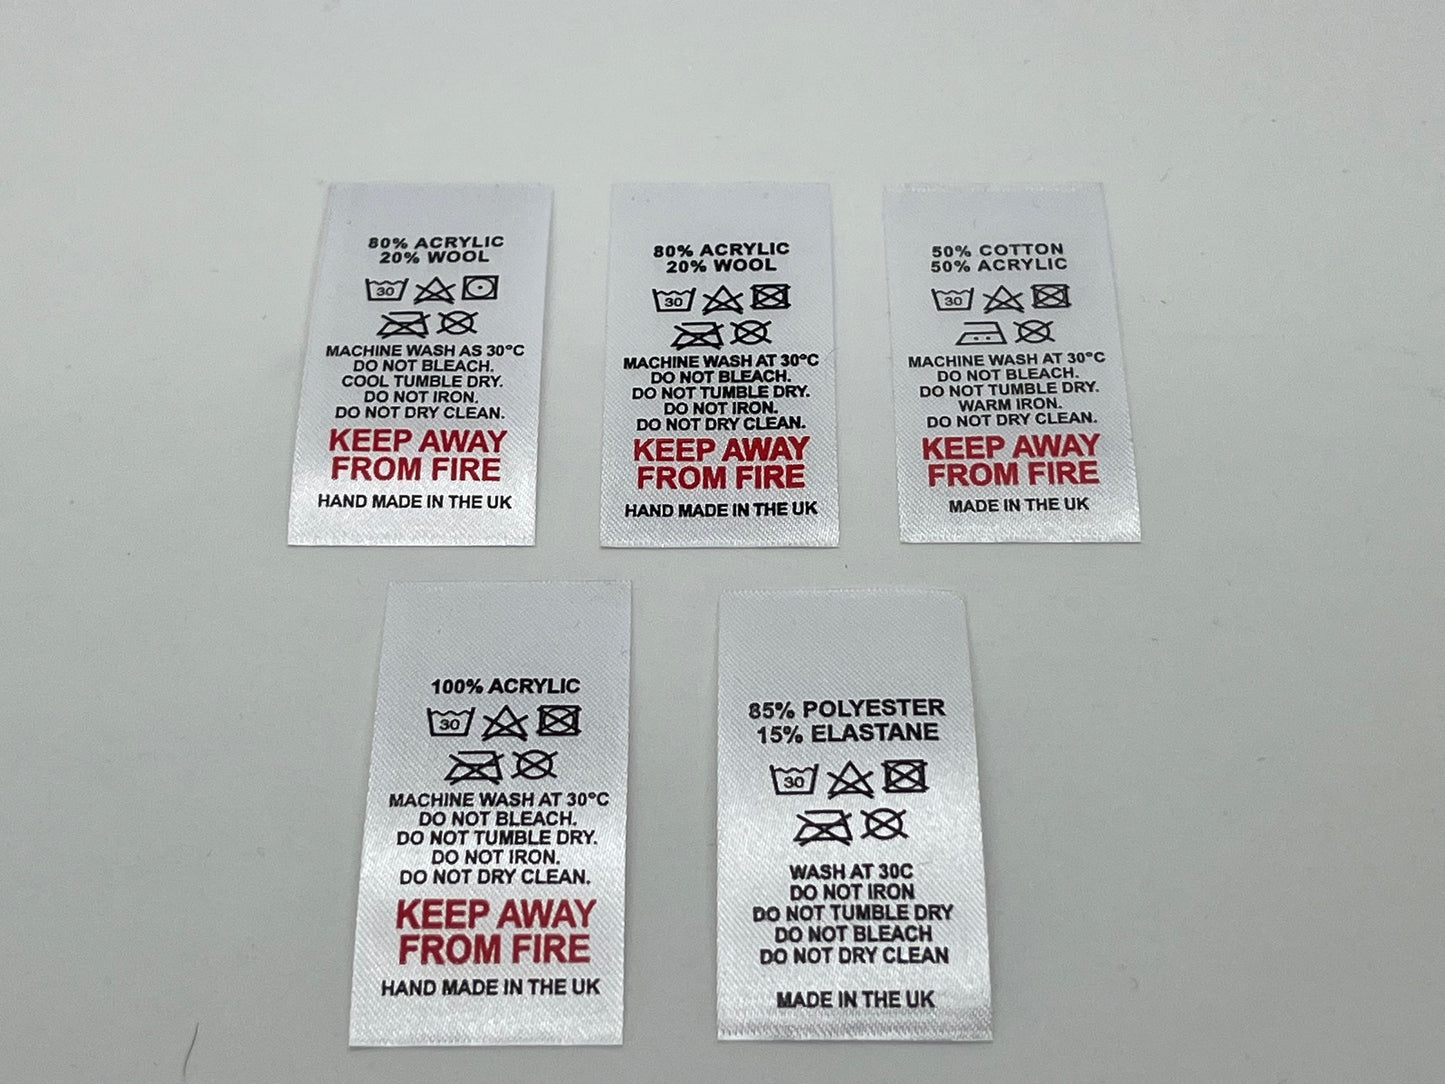 80% ACRYLIC
20% WOOL
30
MACHINE WASH AS 30°C
DO NOT BLEACH.
COOL TUMBLE DRY.
DO NOT IRON.
DO NOT DRY CLEAN.
KEEP AWAY
FROM FIRE
HAND MADE IN THE UK
80% ACRYLIC
20% WOOL
30
MACHINE WASH AT 30°C
DO NOT BLEACH.
DO NOT TUMBLE DRY.
DO NOT IRON.
DO NOT DRY CLEAN.
KEEP AWAY
FROM FIRE
HAND MADE IN THE UK
50% COTTON
50% ACRYLIC
30
MACHINE WASH AT 30°C
DO NOT BLEACH.
DO NOT TUMBLE DRY.
WARM IRON.
DO NOT DRY CLEAN.
KEEP AWAY
FROM FIRE
MADE IN THE UK
100% ACRYLIC
30
MACHINE WASH AT 30°C
DO NOT BLEACH.
DO NOT TUMBLE DRY.
DO NOT IRON.
DO NOT DRY CLEAN.
KEEP AWAY
FROM FIRE
HAND MADE IN THE UK
85% POLYESTER
15% ELASTANE
30
WASH AT 30C
DO NOT IRON
DO NOT TUMBLE DRY
DO NOT BLEACH
DO NOT DRY CLEAN
MADE IN THE UK